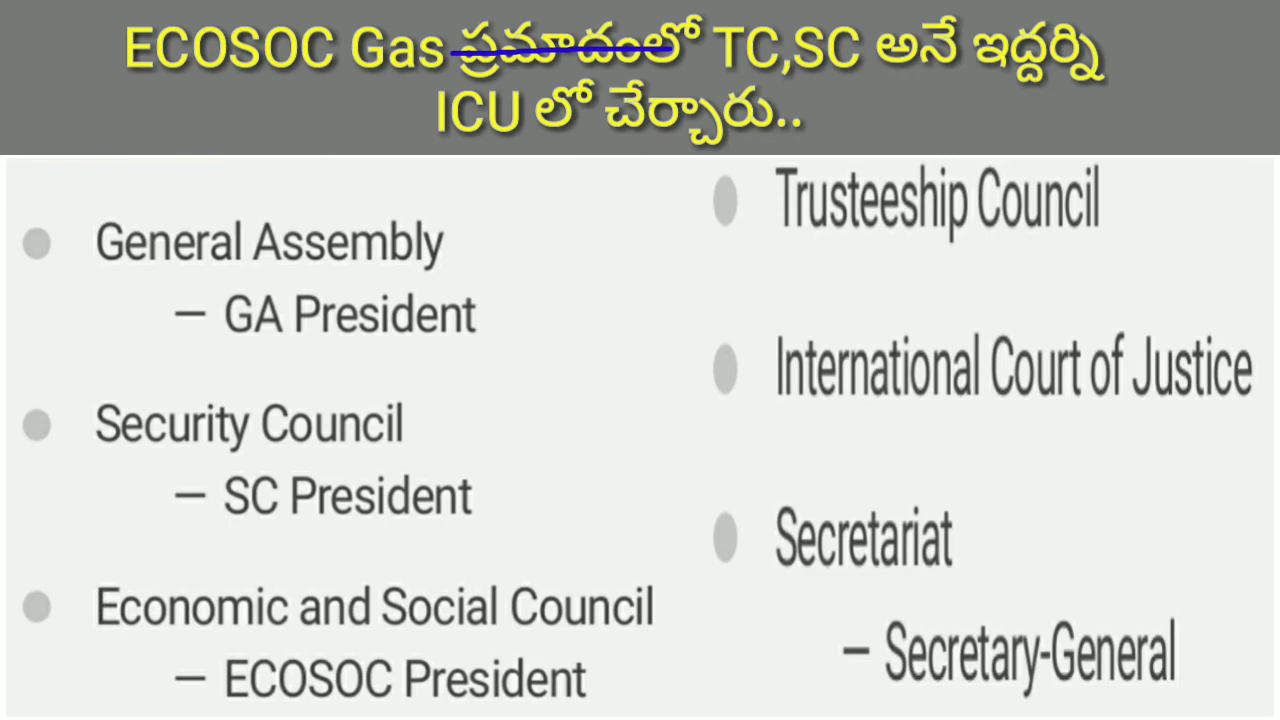 ECOSOC Gas ప్రమాదంలో TC,SC అనే ఇద్దర్ని
ICU లో చేర్చారు..
General Assembly
– GA President
Security Council
– SC President
Economic and Social Council
– ECOSOC President
Trusteeship Council
International Court of Justice
Secretariat
– Secretary-General